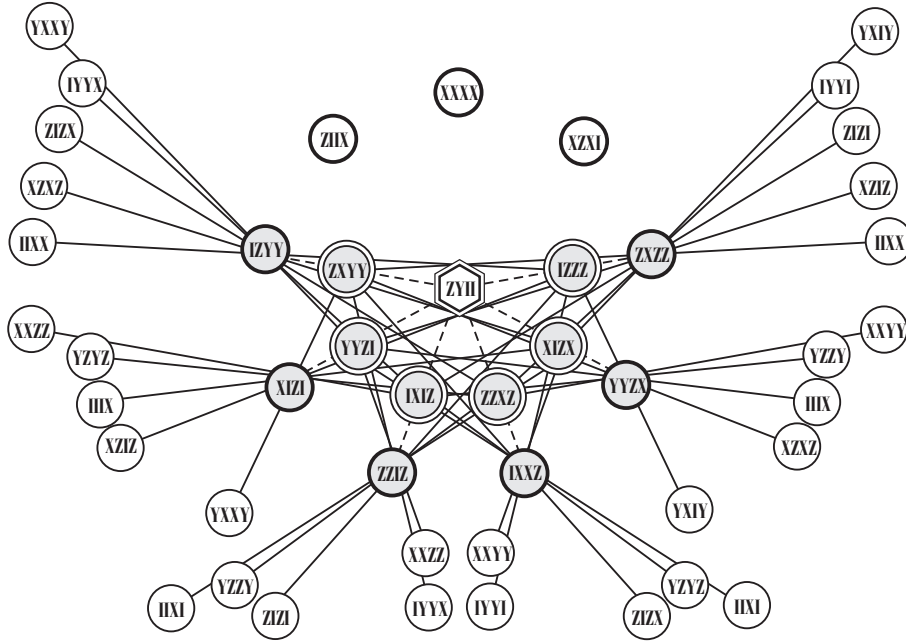 YXXY
YXIY
IYYX
XXXX
IYYI
ZIZX
ZIIX
XZXI
ZIZI
XZXZ
XZIZ
IIXX
IZYY
ZXYY
ZYII
IZZZ
ZXZZ
IIXX
XXZZ
YZYZ
YYZI
XIZX
YZZY
XXYY
IIIX
XIZI
IXIZ
ZZXZ
YYZX
IIIX
XZIZ
XZXZ
ZZIZ
IXXZ
YXXY
YXIY
XXZZ
XXYY
IIXI
YZZY
ZIZI
IYYX
IYYI
ZIZX
YZYZ
IIXI